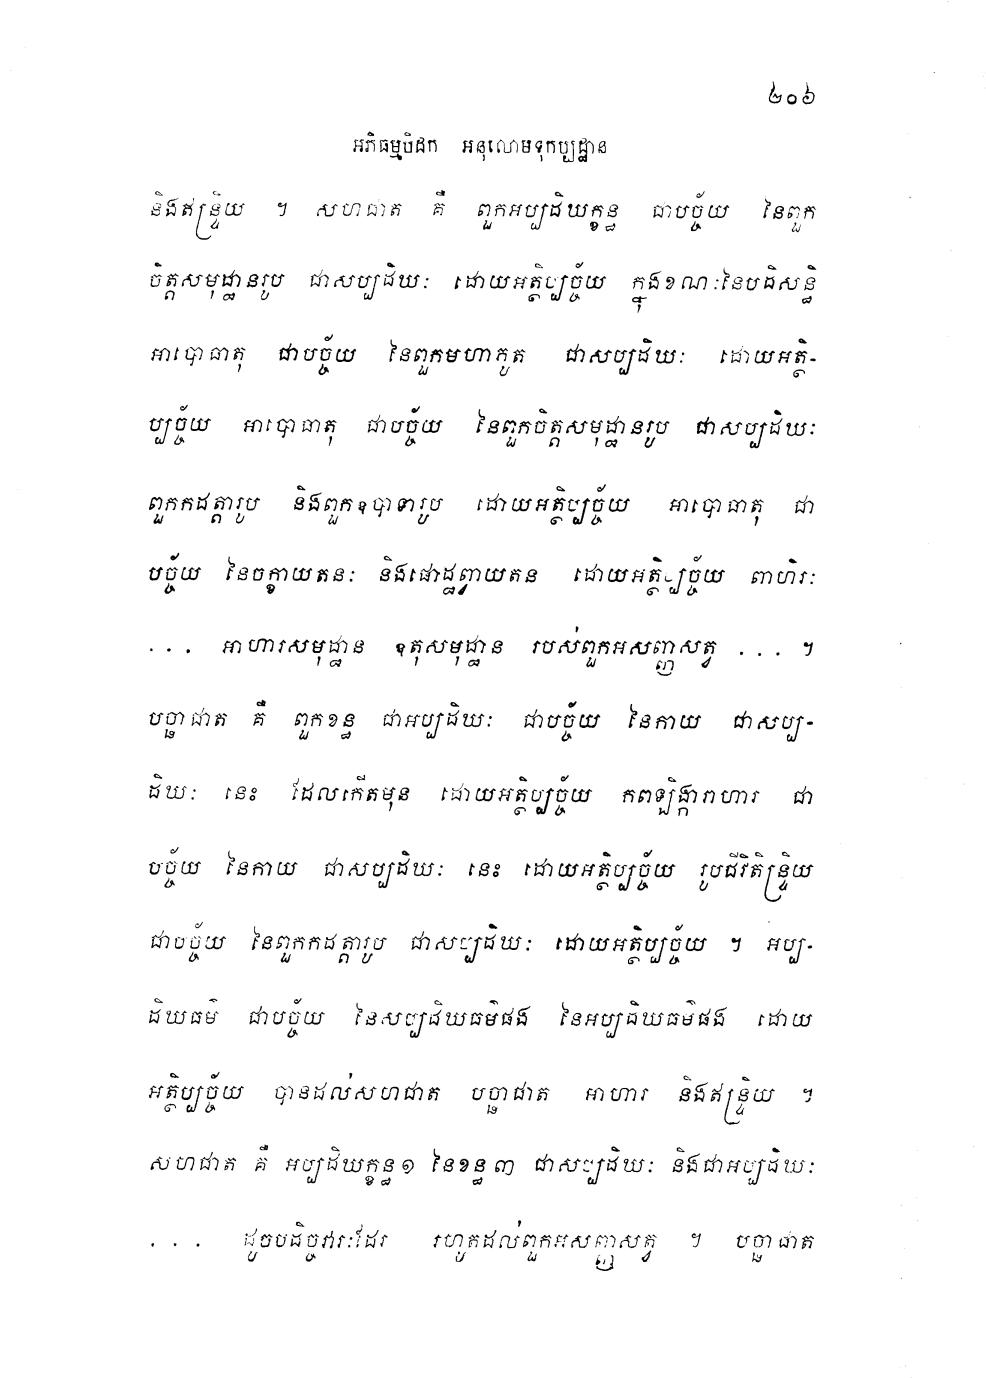 ២០៦
អភិធម្មបិដក អនុលោមទុកប្បដ្ឋាន
និងឥន្ទ្រិយ ។ សហជាត គឺ ពួកអប្បដិឃក្ខន្ធ ជាបច្ច័យ នៃពួក
ចិត្តសមុដ្ឋានរូប ជាសប្បដិឃៈ ដោយអត្ថិប្បច្ច័យ ក្នុងខណៈនៃបដិសន្ធិ
អាបោធាតុ ជាបច្ច័យ នៃពួកមហាភូត ជាសប្បដិឃៈ ដោយអត្ថិ-
ប្បច្ច័យ អាបោធាតុ ជាបច្ច័យ នៃពួកចិត្តសមុដ្ឋានរូប ជាសប្បដិឃៈ
ពួកកដត្តារូប និងពួកឧបាទារូប ដោយអត្ថិប្បច្ច័យ អាបោធាតុ ជា
បច្ច័យ នៃចក្ខាយតនៈ និងផោដ្ឋព្វាយតន ដោយអត្ថិប្បច្ច័យ ពាហិរៈ
... អាហារសមុដ្ឋាន ឧតុសមុដ្ឋាន របស់ពួកអសញ្ញសត្វ ... ។
បច្ឆាជាត គឺ ពួកខន្ធ ជាអប្បដិឃៈ ជាបច្ច័យ នៃកាយ ជាសប្ប-
ដិឃៈ នេះ ដែលកើតមុន ដោយអត្ថិប្បច្ច័យ កពឡិង្ការាហារ ជា
បច្ច័យ នៃកាយ ជាសប្បដិឃៈ នេះ ដោយអត្ថិប្បច្ច័យ រូបជីវិតិន្ទ្រិយ
ជាបច្ច័យ នៃពួកកដត្តារូប ជាសប្បដិឃៈ ដោយអត្ថិប្បច្ច័យ ។ អប្ប-
ដិឃធម៌ ជាបច្ច័យ នៃសប្បដិឃធម៌ផង នៃអប្បដិឃធម៌ផង ដោយ
អត្ថិប្បច្ច័យ បានដល់សហជាត បច្ឆាជាត អាហារ និងឥន្ទ្រិយ ។
សហជាត គឺ អប្បដិឃក្ខន្ធ១ នៃខន្ធ៣ ជាសប្បដិឃៈ និងជាអប្បដិឃៈ
... ដូចបដិច្ចវារៈដែរ រហូតដល់ពួកអសញ្ញសត្វ ។ បច្ឆាជាត